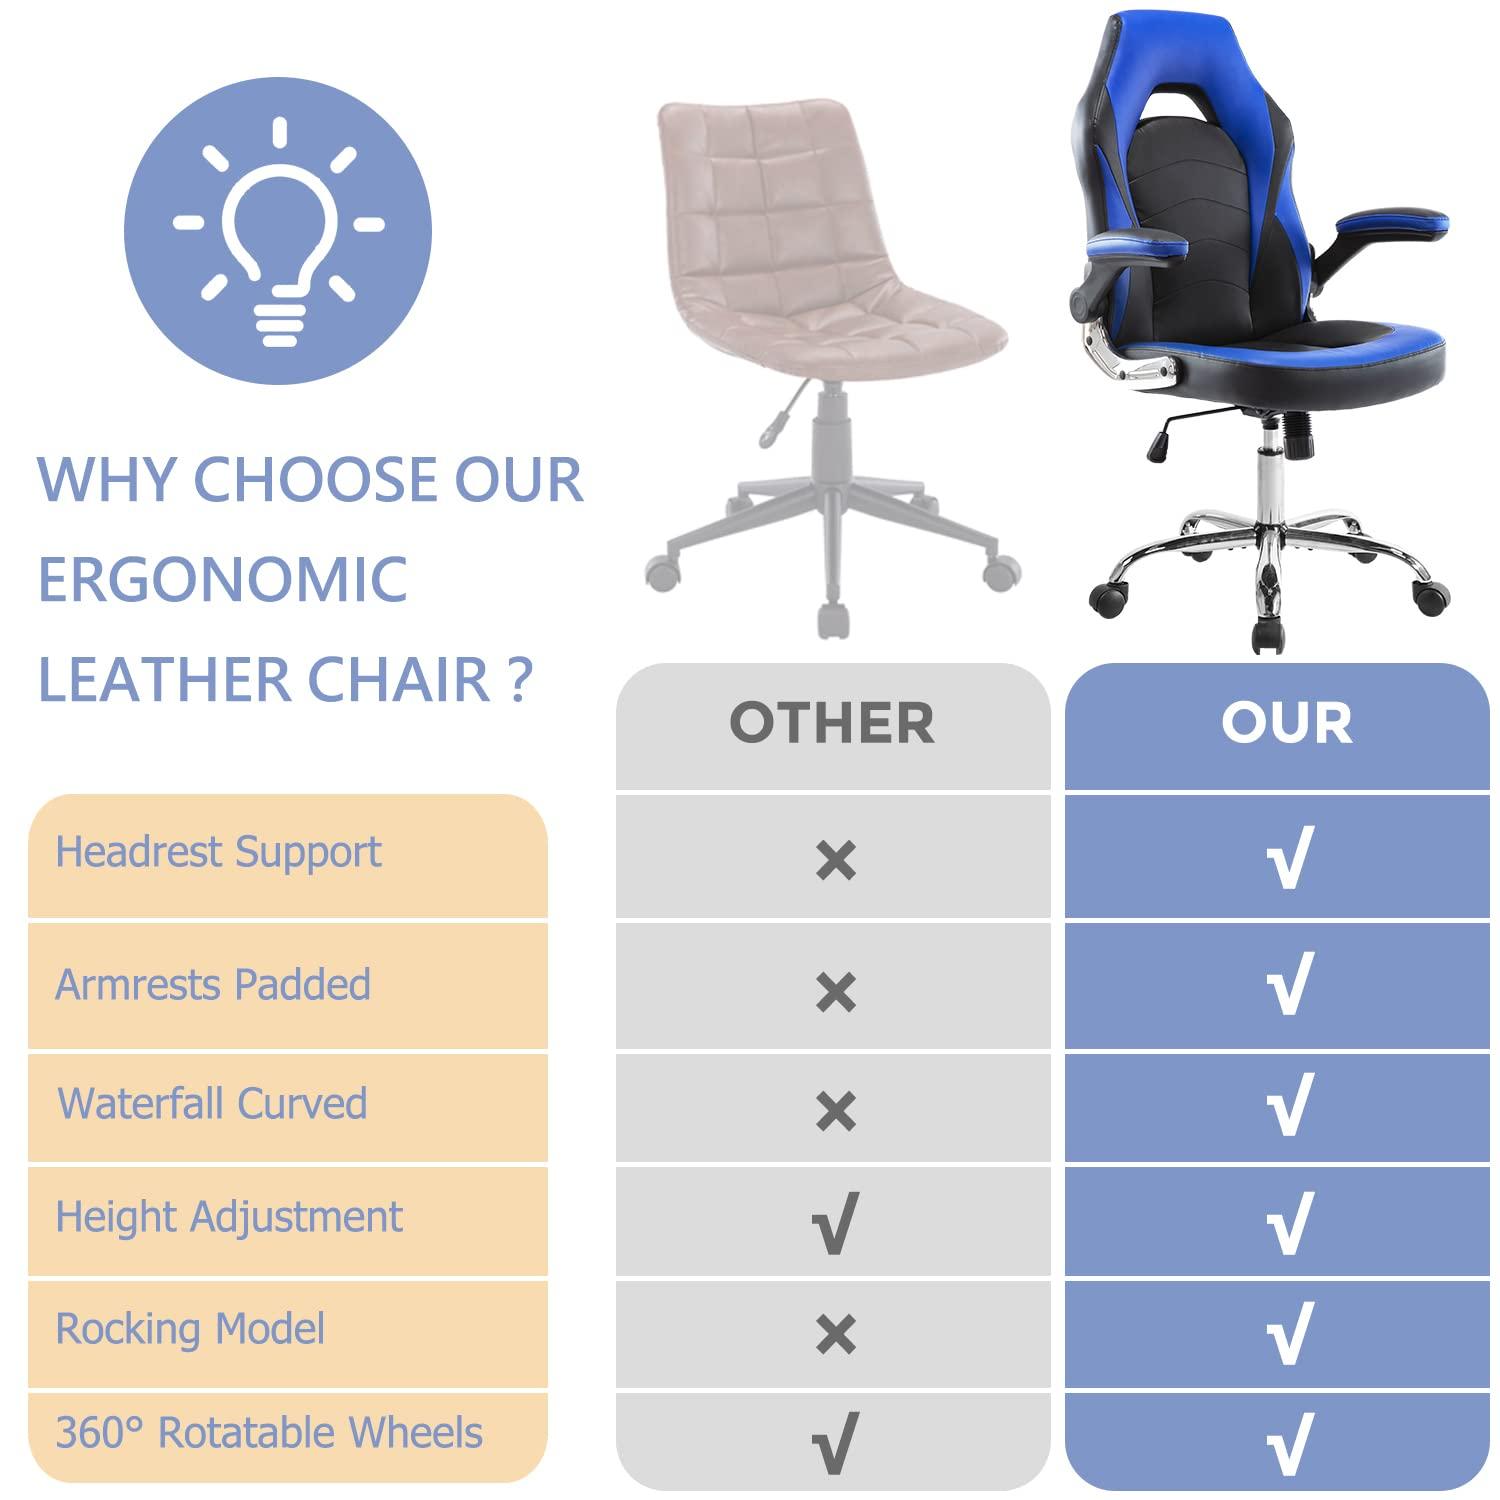 WHY CHOOSE OUR
ERGONOMIC
LEATHER CHAIR ?
OTHER OUR
Headrest Support × √
Armrests Padded × √
Waterfall Curved × √
Height Adjustment √ √
Rocking Model × √
360° Rotatable Wheels √ √